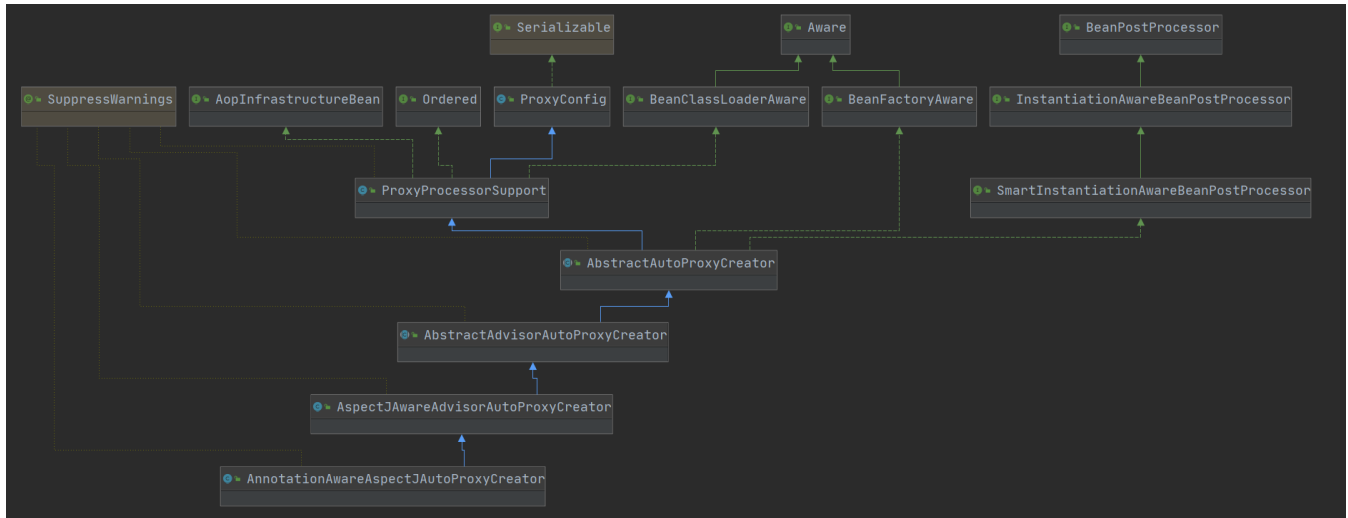 Serializable
Aware
BeanPostProcessor
SuppressWarnings
AopInfrastructureBean
Ordered
ProxyConfig
BeanClassLoaderAware
BeanFactoryAware
InstantiationAwareBeanPostProcessor
ProxyProcessorSupport
SmartInstantiationAwareBeanPostProcessor
AbstractAutoProxyCreator
AbstractAdvisorAutoProxyCreator
AspectJAwareAdvisorAutoProxyCreator
AnnotationAwareAspectJAutoProxyCreator